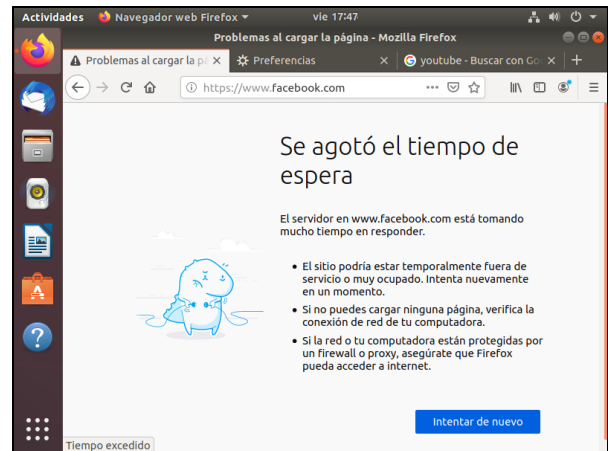 Actividades Navegador web Firefox vie 17:47
Problemas al cargar la página - Mozilla Firefox
Problemas al cargar la pá Preferencias youtube - Buscar con Go
https://www.facebook.com
Se agotó el tiempo de
espera
El servidor en www.facebook.com está tomando
mucho tiempo en responder.
• El sitio podría estar temporalmente fuera de
servicio o muy ocupado. Intenta nuevamente
en un momento.
• Si no puedes cargar ninguna página, verifica la
conexión de red de tu computadora.
• Si la red o tu computadora están protegidas por
un firewall o proxy, asegúrate que Firefox
pueda acceder a internet.
Intentar de nuevo
Tiempo excedido